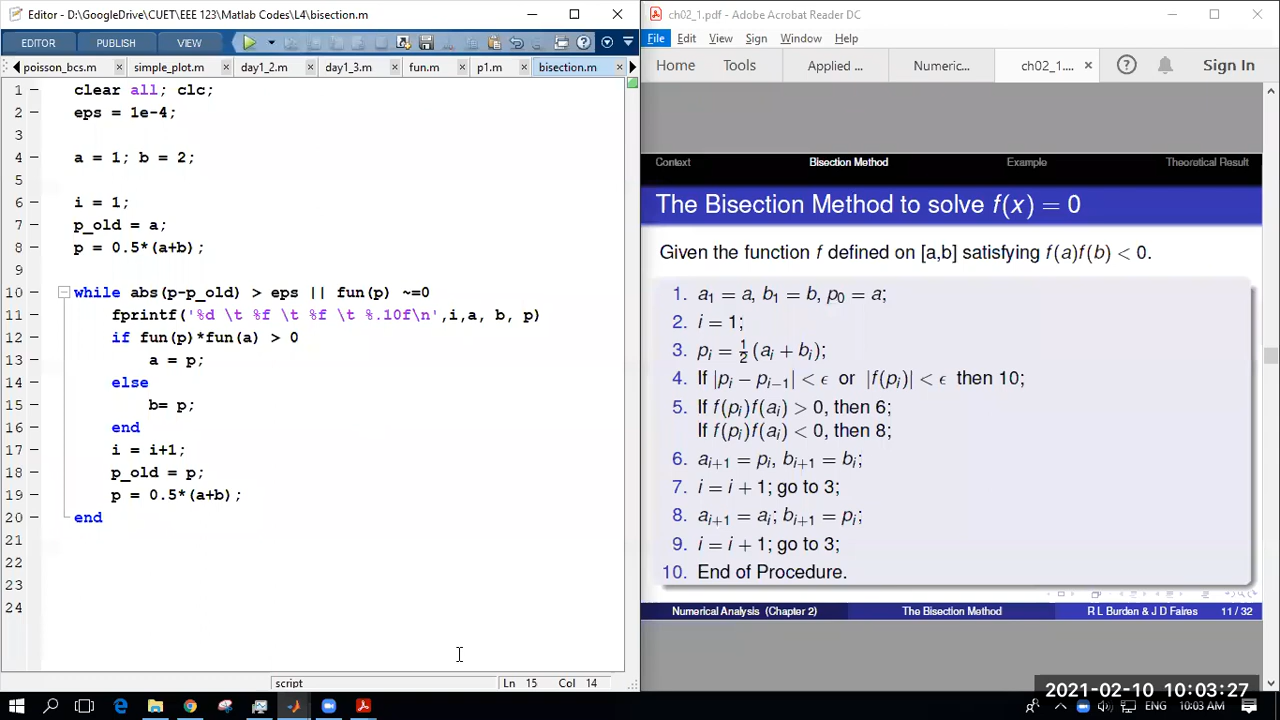 Editor - D:\GoogleDrive\CUET\EEE 123\Matlab Codes\L4\bisection.m
EDITOR PUBLISH VIEW
poisson_bcs.m simple_plot.m day1_2.m day1_3.m fun.m p1.m bisection.m
1 clear all; clc;
2 eps = 1e-4;
3
4 a = 1; b = 2;
5
6 i = 1;
7 p_old = a;
8 p = 0.5*(a+b);
9
10 while abs(p-p_old) > eps || fun(p) ~=0
11 fprintf('%d \t %f \t %f \t %.10f\n',i,a, b, p)
12 if fun(p)*fun(a) > 0
13 a = p;
14 else
15 b= p;
16 end
17 i = i+1;
18 p_old = p;
19 p = 0.5*(a+b);
20 end
21
22
23
24
script Ln 15 Col 14
ch02_1.pdf - Adobe Acrobat Reader DC
File Edit View Sign Window Help
Home Tools Applied ... Numeric... ch02_1.... Sign In
Context Bisection Method Example Theoretical Result
The Bisection Method to solve f(x) = 0
Given the function f defined on [a,b] satisfying f(a)f(b) < 0.
1. a₁ = a, b₁ = b, p₀ = a;
2. i = 1;
3. pᵢ = ½ (aᵢ + bᵢ);
4. If |pᵢ − pᵢ₋₁| < ϵ or |f(pᵢ)| < ϵ then 10;
5. If f(pᵢ)f(aᵢ) > 0, then 6;
If f(pᵢ)f(aᵢ) < 0, then 8;
6. aᵢ₊₁ = pᵢ, bᵢ₊₁ = bᵢ;
7. i = i + 1; go to 3;
8. aᵢ₊₁ = aᵢ; bᵢ₊₁ = pᵢ;
9. i = i + 1; go to 3;
10. End of Procedure.
Numerical Analysis (Chapter 2) The Bisection Method R L Burden & J D Faires 11 / 32
2021-02-10 10:03:27
ENG 10:03 AM